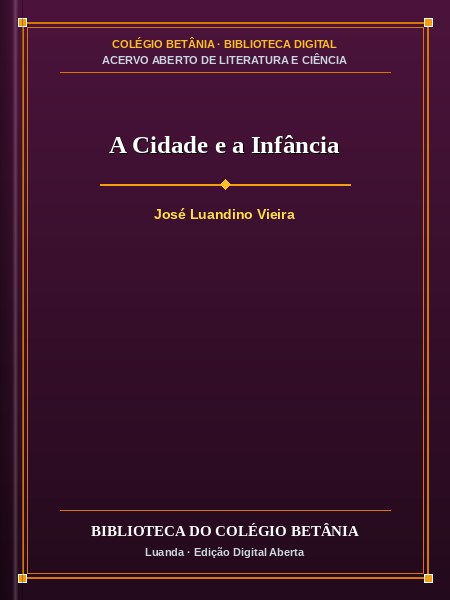 COLÉGIO BETÂNIA · BIBLIOTECA DIGITAL
ACERVO ABERTO DE LITERATURA E CIÊNCIA
A Cidade e a Infância
José Luandino Vieira
BIBLIOTECA DO COLÉGIO BETÂNIA
Luanda · Edição Digital Aberta